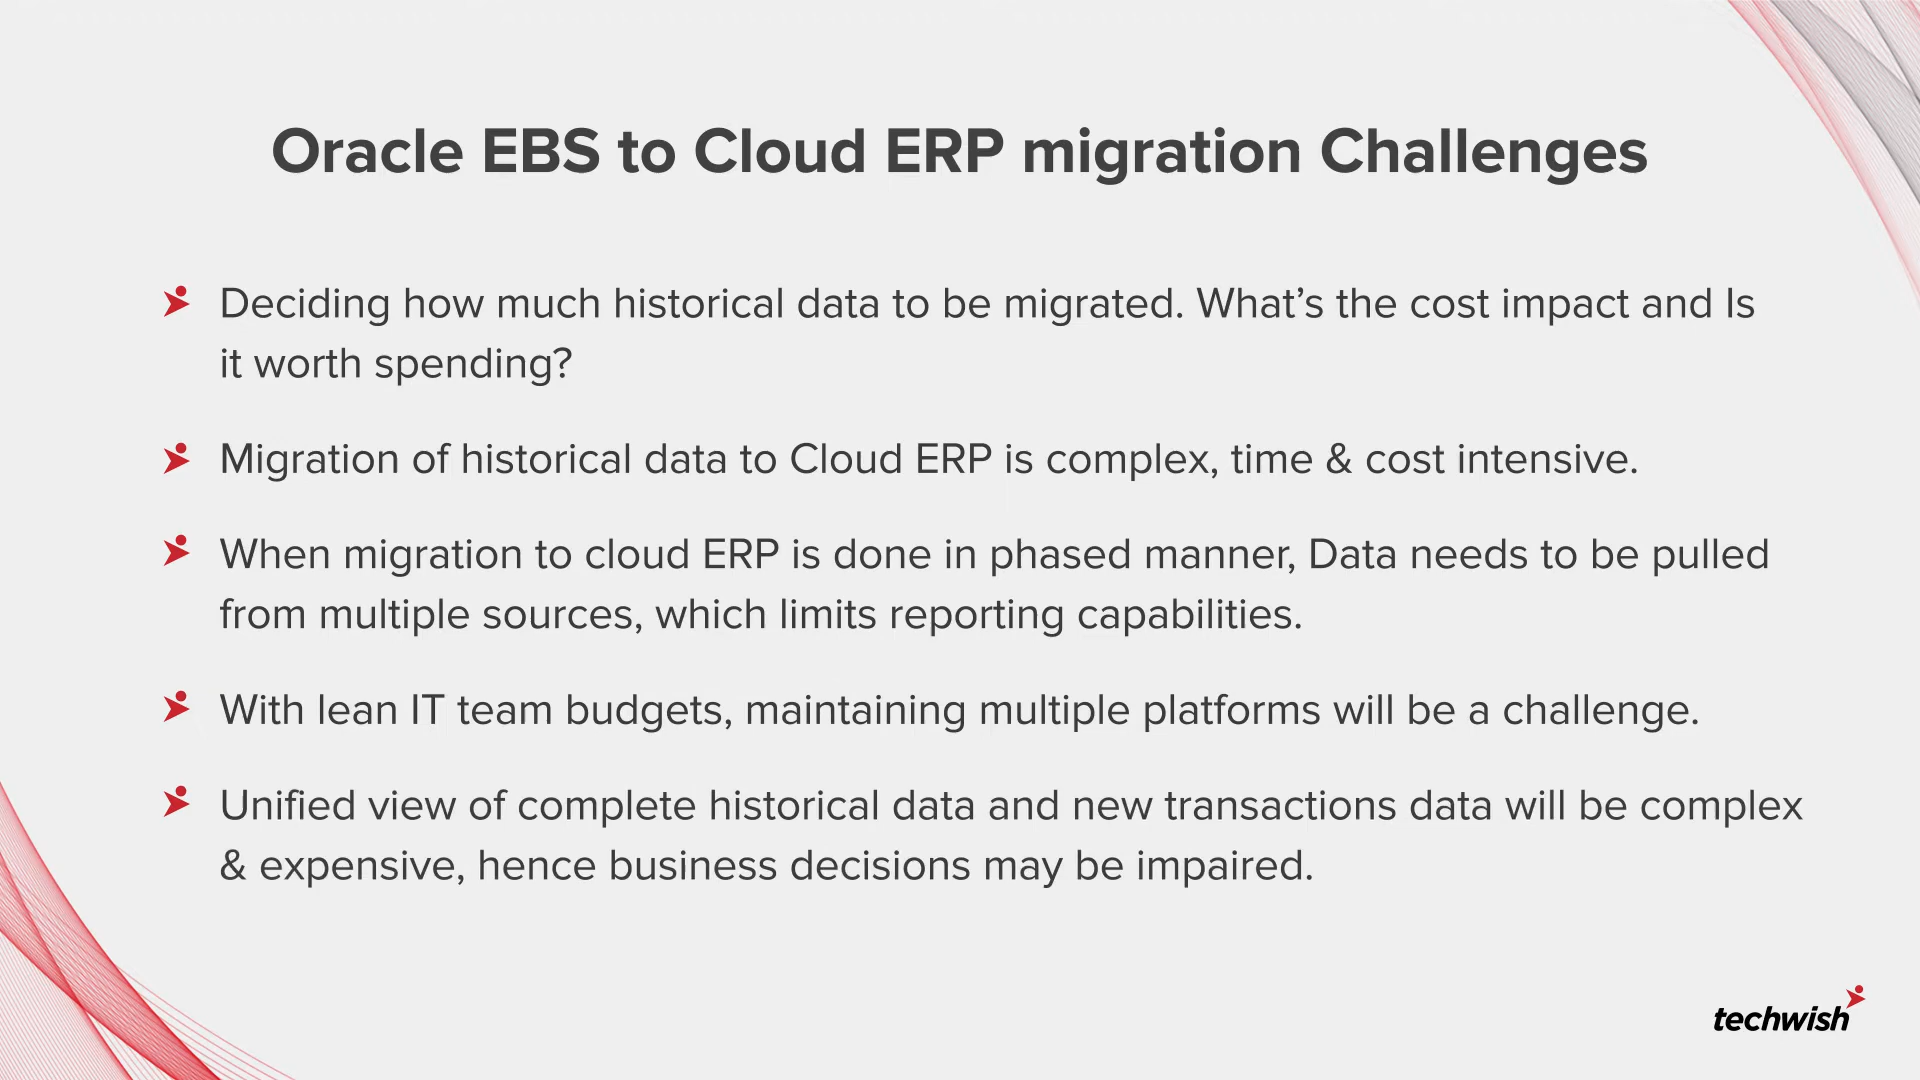 Oracle EBS to Cloud ERP migration Challenges
Deciding how much historical data to be migrated. What’s the cost impact and Is
it worth spending?
Migration of historical data to Cloud ERP is complex, time & cost intensive.
When migration to cloud ERP is done in phased manner, Data needs to be pulled
from multiple sources, which limits reporting capabilities.
With lean IT team budgets, maintaining multiple platforms will be a challenge.
Unified view of complete historical data and new transactions data will be complex
& expensive, hence business decisions may be impaired.
techwish